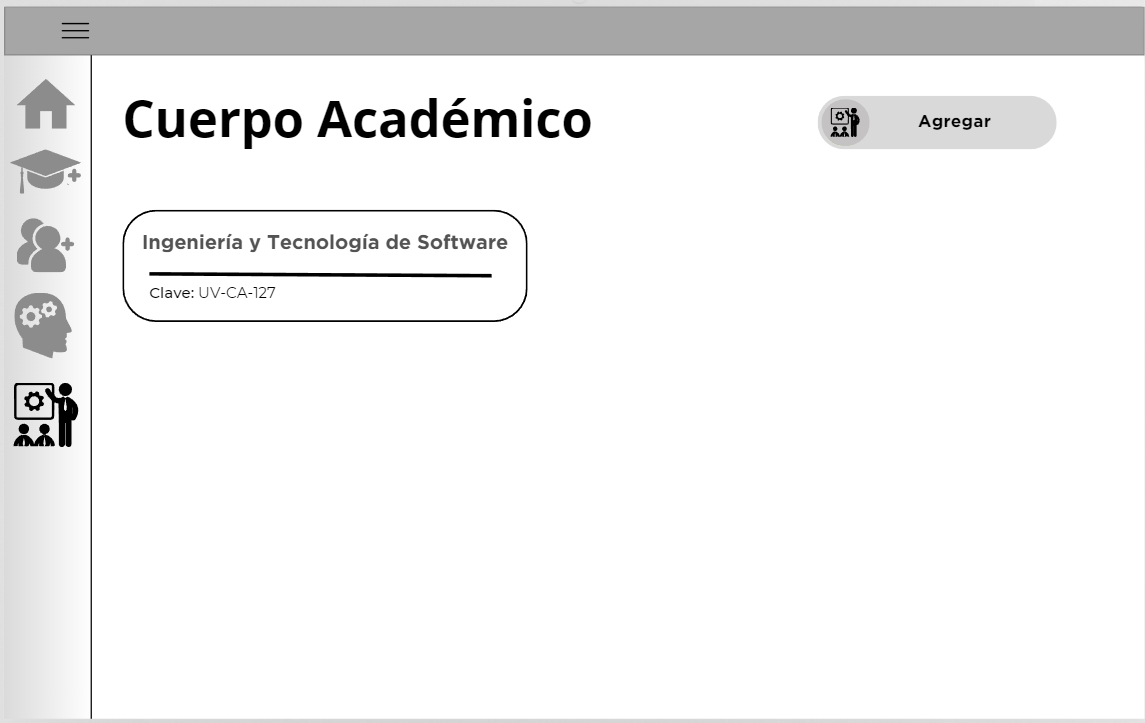 Cuerpo Académico
Agregar
Ingeniería y Tecnología de Software
Clave: UV-CA-127